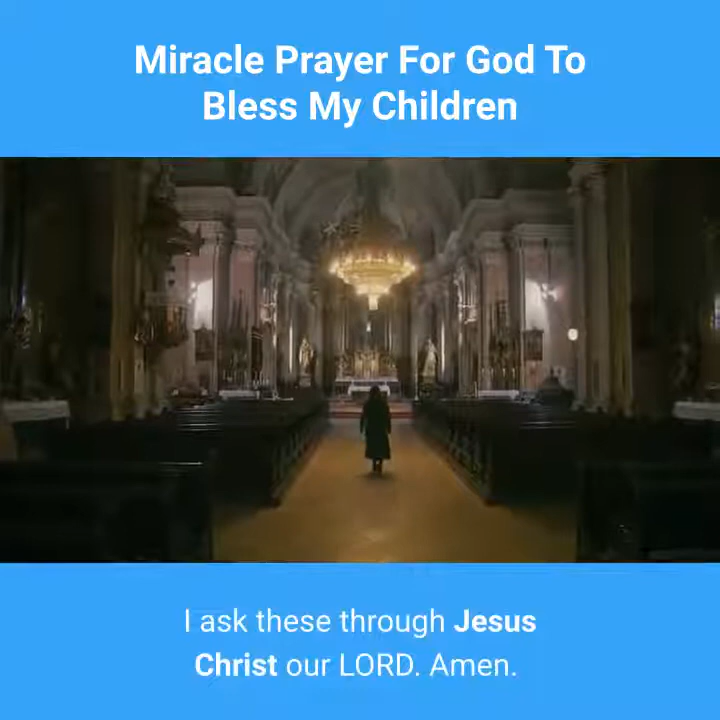 Miracle Prayer For God To
Bless My Children
I ask these through Jesus
Christ our LORD. Amen.